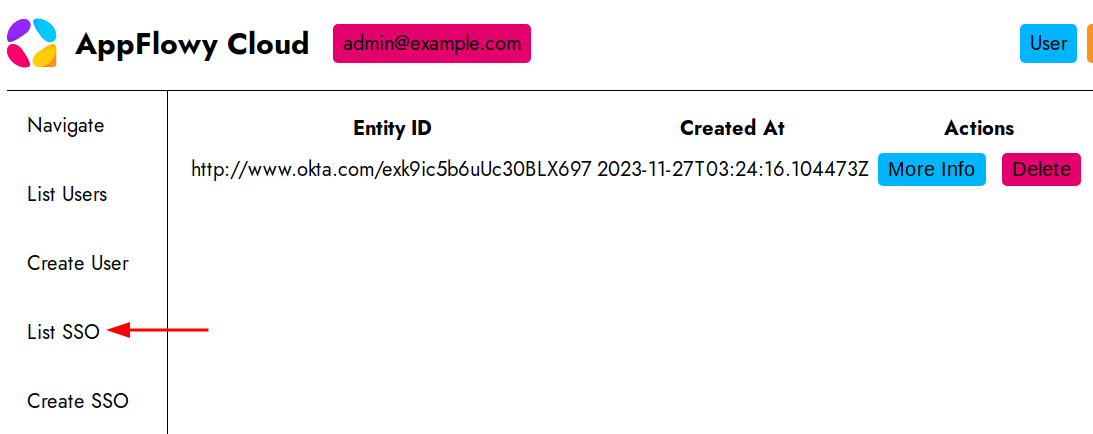 AppFlowy Cloud admin@example.com User
Navigate
Entity ID Created At Actions
http://www.okta.com/exk9ic5b6uUc30BLX697 2023-11-27T03:24:16.104473Z More Info Delete
List Users
Create User
List SSO
Create SSO